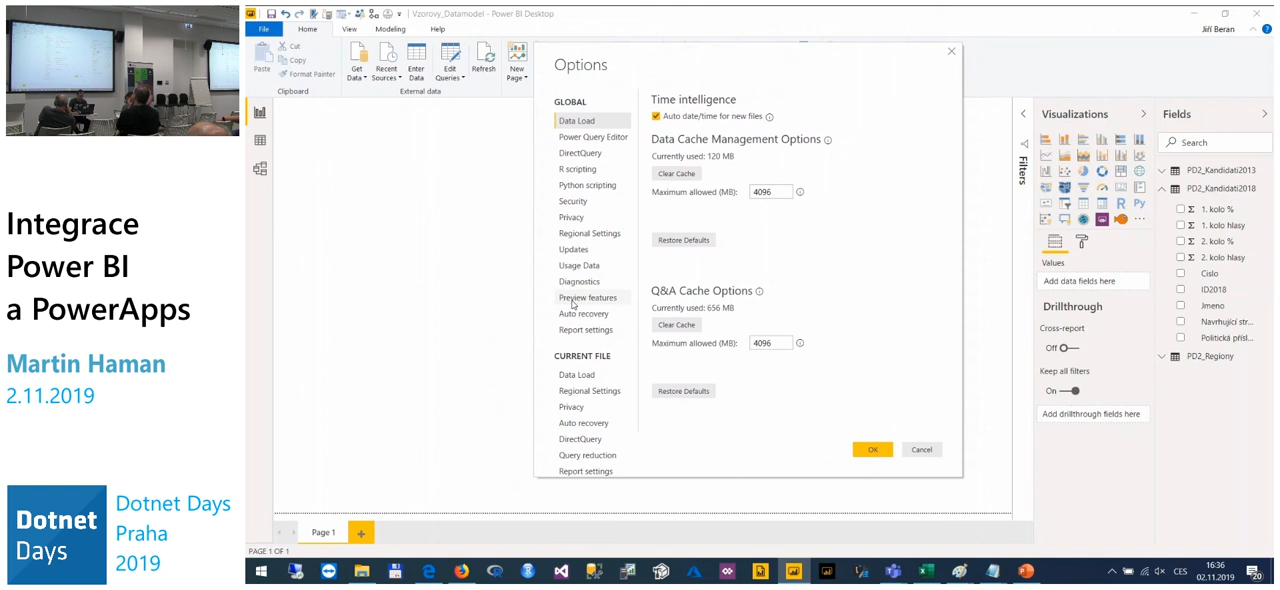 Integrace
Power BI
a PowerApps
Martin Haman
2.11.2019
Dotnet
Days
Dotnet Days
Praha
2019
Vzorovy_Datamodel - Power BI Desktop
File
Home
View
Modeling
Help
Jiří Beran
Paste
Cut
Copy
Format Painter
Clipboard
Get
Data
Recent
Sources
Enter
Data
Edit
Queries
Refresh
External data
New
Page
Options
GLOBAL
Data Load
Power Query Editor
DirectQuery
R scripting
Python scripting
Security
Privacy
Regional Settings
Updates
Usage Data
Diagnostics
Preview features
Auto recovery
Report settings
CURRENT FILE
Data Load
Regional Settings
Privacy
Auto recovery
DirectQuery
Query reduction
Report settings
Time intelligence
Auto date/time for new files
Data Cache Management Options
Currently used: 120 MB
Clear Cache
Maximum allowed (MB): 4096
Restore Defaults
Q&A Cache Options
Currently used: 656 MB
Clear Cache
Maximum allowed (MB): 4096
Restore Defaults
OK
Cancel
Filters
Visualizations
R
Py
Values
Add data fields here
Drillthrough
Cross-report
Off
Keep all filters
On
Add drillthrough fields here
Fields
Search
PD2_Kandidati2013
PD2_Kandidati2018
1. kolo %
1. kolo hlasy
2. kolo %
2. kolo hlasy
Cislo
ID2018
Jmeno
Navrhující str...
Politická přísl...
PD2_Regiony
Page 1
PAGE 1 OF 1
CES
16:36
02.11.2019
20